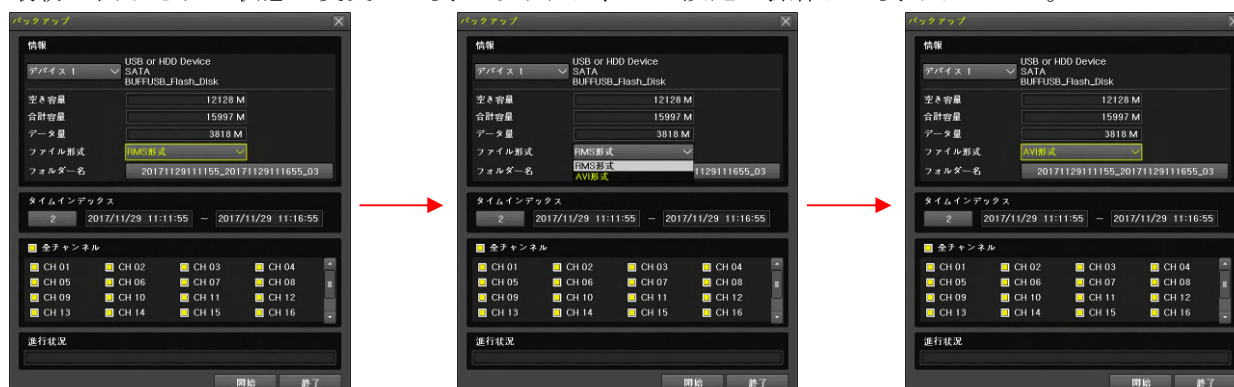 バックアップ
情報
デバイス 1
USB or HDD Device
SATA
BUFFUSB_Flash_Disk
空き容量 12128 M
合計容量 15997 M
データ量 3818 M
ファイル形式 RMS形式
フォルダー名 20171129111155_20171129111655_03
タイムインデックス
2 2017/11/29 11:11:55 ~ 2017/11/29 11:16:55
全チャンネル
CH 01 CH 02 CH 03 CH 04
CH 05 CH 06 CH 07 CH 08
CH 09 CH 10 CH 11 CH 12
CH 13 CH 14 CH 15 CH 16
進行状況
開始 終了
バックアップ
情報
デバイス 1
USB or HDD Device
SATA
BUFFUSB_Flash_Disk
空き容量 12128 M
合計容量 15997 M
データ量 3818 M
ファイル形式 RMS形式
RMS形式
AVI形式
フォルダー名 1129111655_03
タイムインデックス
2 2017/11/29 11:11:55 ~ 2017/11/29 11:16:55
全チャンネル
CH 01 CH 02 CH 03 CH 04
CH 05 CH 06 CH 07 CH 08
CH 09 CH 10 CH 11 CH 12
CH 13 CH 14 CH 15 CH 16
進行状況
開始 終了
バックアップ
情報
デバイス 1
USB or HDD Device
SATA
BUFFUSB_Flash_Disk
空き容量 12128 M
合計容量 15997 M
データ量 3818 M
ファイル形式 AVI形式
フォルダー名 20171129111155_20171129111655_03
タイムインデックス
2 2017/11/29 11:11:55 ~ 2017/11/29 11:16:55
全チャンネル
CH 01 CH 02 CH 03 CH 04
CH 05 CH 06 CH 07 CH 08
CH 09 CH 10 CH 11 CH 12
CH 13 CH 14 CH 15 CH 16
進行状況
開始 終了